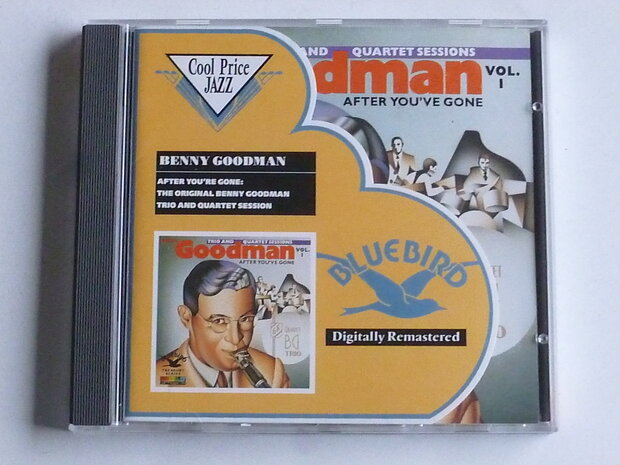 Cool Price
JAZZ
AND QUARTET SESSIONS
dman VOL. I
AFTER YOU'VE GONE
BENNY GOODMAN
AFTER YOU'RE GONE:
THE ORIGINAL BENNY GOODMAN
TRIO AND QUARTET SESSION
TRIO AND QUARTET SESSIONS
Goodman VOL. I
AFTER YOU'VE GONE
QUARTET
BG
TRIO
BLUEBIRD
Digitally Remastered